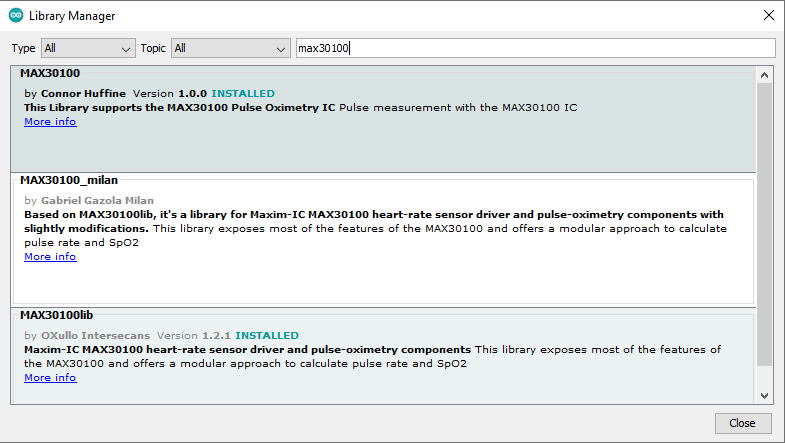 Library Manager
Type All Topic All max30100
MAX30100
by Connor Huffine Version 1.0.0 INSTALLED
This Library supports the MAX30100 Pulse Oximetry IC Pulse measurement with the MAX30100 IC
More info
MAX30100_milan
by Gabriel Gazola Milan
Based on MAX30100lib, it's a library for Maxim-IC MAX30100 heart-rate sensor driver and pulse-oximetry components with
slightly modifications. This library exposes most of the features of the MAX30100 and offers a modular approach to calculate
pulse rate and SpO2
More info
MAX30100lib
by OXullo Intersecans Version 1.2.1 INSTALLED
Maxim-IC MAX30100 heart-rate sensor driver and pulse-oximetry components This library exposes most of the features of
the MAX30100 and offers a modular approach to calculate pulse rate and SpO2
More info
Close